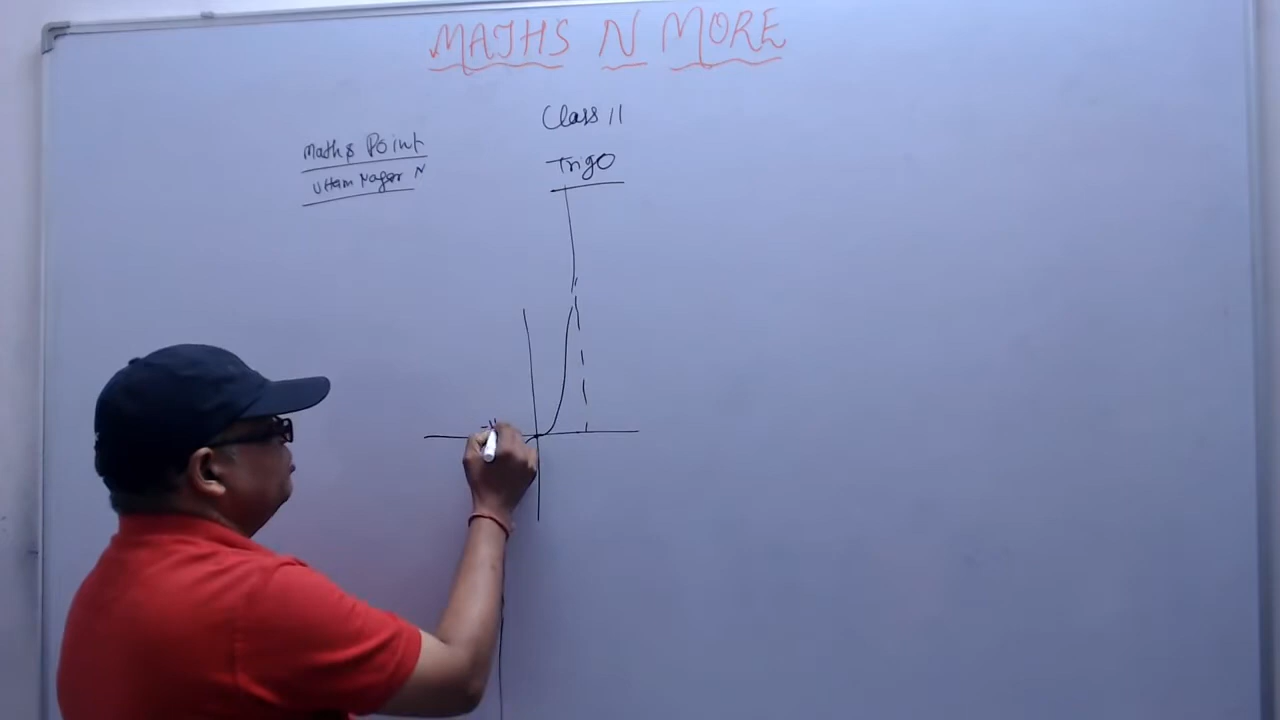 MATHS N MORE
Class 11
Maths Point
Uttam Nagar N
Trigo